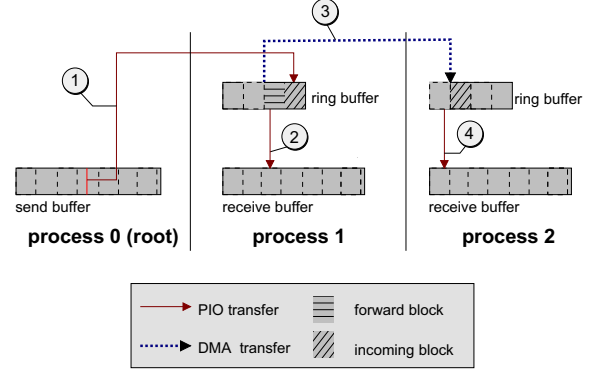 3
1
ring buffer
ring buffer
2
4
send buffer
receive buffer
receive buffer
process 0 (root)
process 1
process 2
PIO transfer
forward block
DMA transfer
incoming block